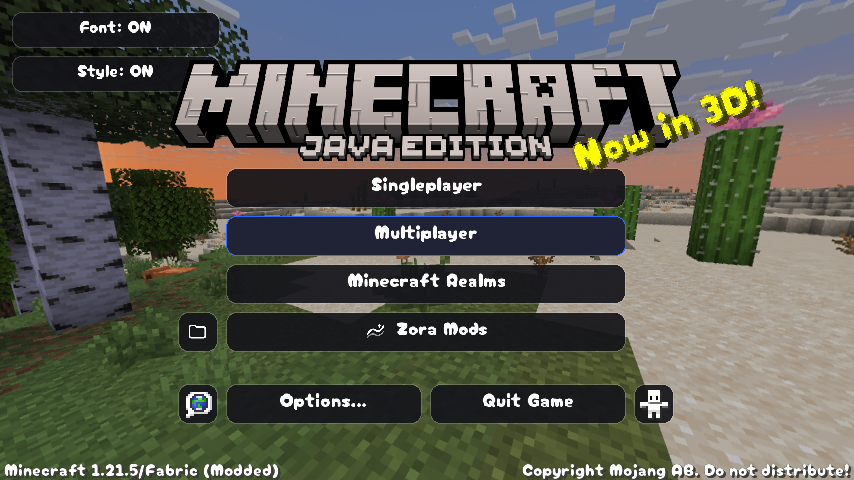 Font: ON
Style: ON
MINECRAFT
JAVA EDITION
Now in 3D!
Singleplayer
Multiplayer
Minecraft Realms
Zora Mods
Options...
Quit Game
Minecraft 1.21.5/Fabric (Modded)
Copyright Mojang AB. Do not distribute!